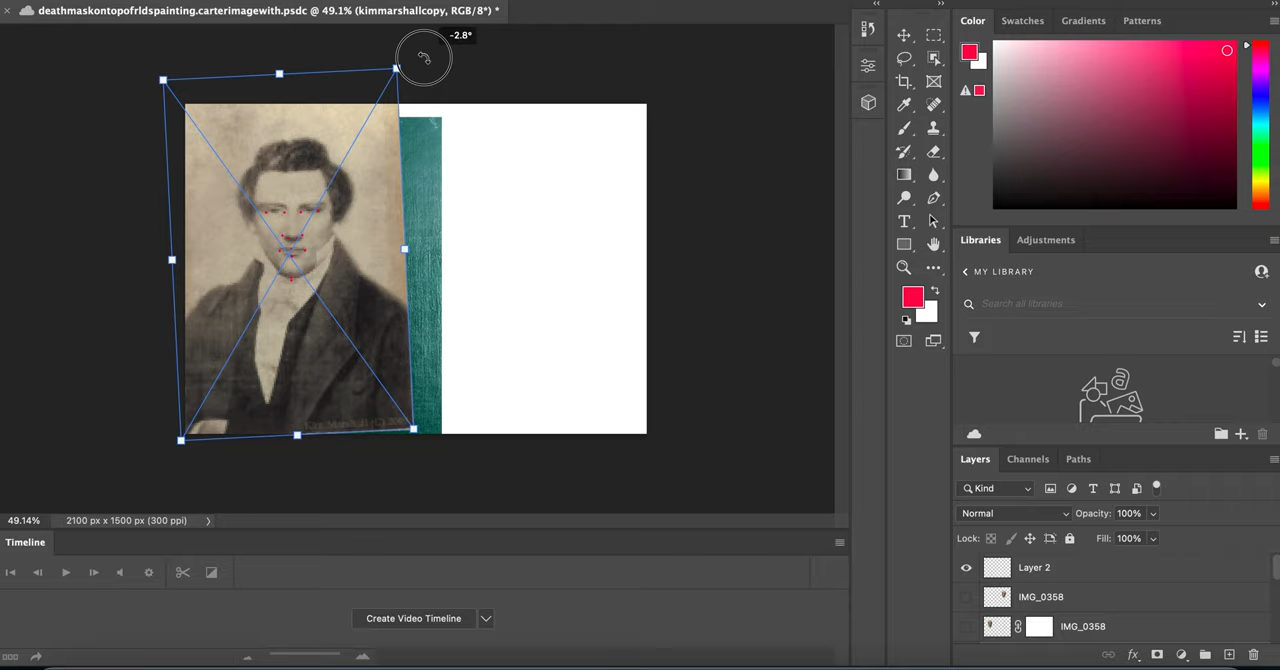 deathmaskontopofrldspainting.carterimagewith.psdc @ 49.1% (kimmarshallcopy, RGB/8*) *
-2.8°
Color
Swatches
Gradients
Patterns
Libraries
Adjustments
MY LIBRARY
Search all libraries...
49.14%
2100 px x 1500 px (300 ppi)
Timeline
Create Video Timeline
Layers
Channels
Paths
Kind
Normal
Opacity: 100%
Lock:
Fill: 100%
Layer 2
IMG_0358
IMG_0358
fx